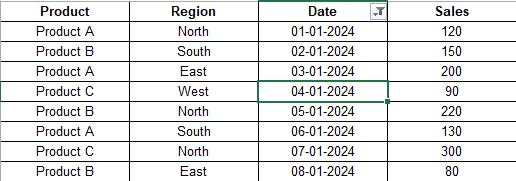 Product Region Date Sales
Product A North 01-01-2024 120
Product B South 02-01-2024 150
Product A East 03-01-2024 200
Product C West 04-01-2024 90
Product B North 05-01-2024 220
Product A South 06-01-2024 130
Product C North 07-01-2024 300
Product B East 08-01-2024 80